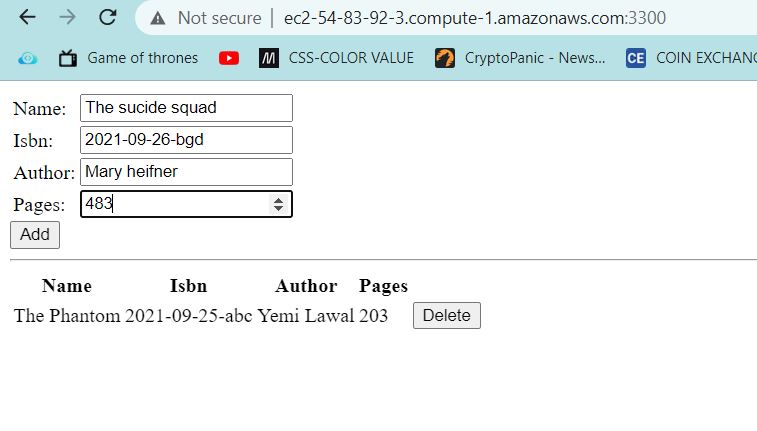 Not secure | ec2-54-83-92-3.compute-1.amazonaws.com:3300
Game of thrones M CSS-COLOR VALUE CryptoPanic - News... CE COIN EXCHANG
Name: The sucide squad
Isbn: 2021-09-26-bgd
Author: Mary heifner
Pages: 483
Add
Name Isbn Author Pages
The Phantom 2021-09-25-abc Yemi Lawal 203 Delete